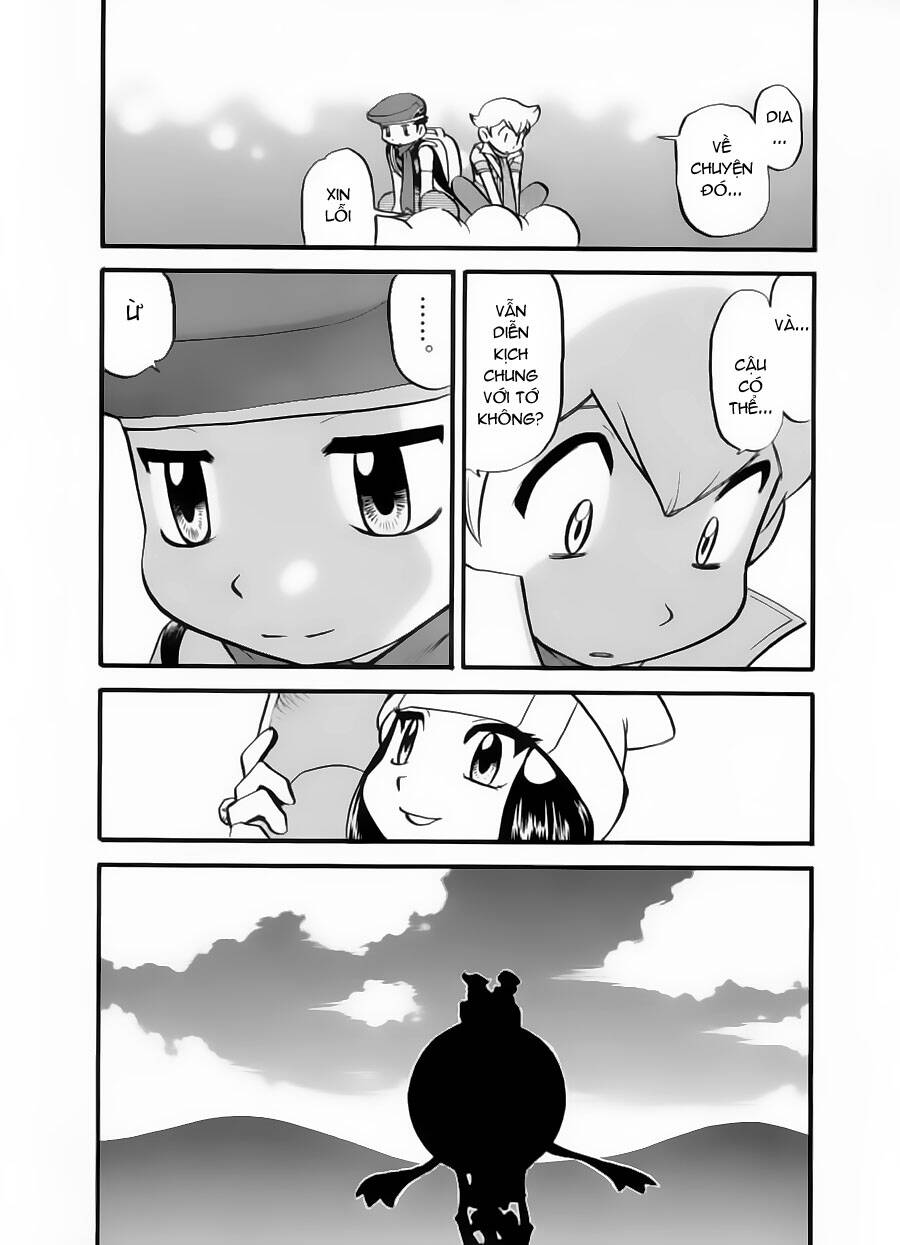 DIA
...
VỀ
CHUYỆN
ĐÓ...
XIN
LỖI
VÀ...
CẬU
CÓ
THỂ...
VẪN
DIỄN
KỊCH
CHUNG
VỚI TỚ
KHÔNG?
......。
Ừ